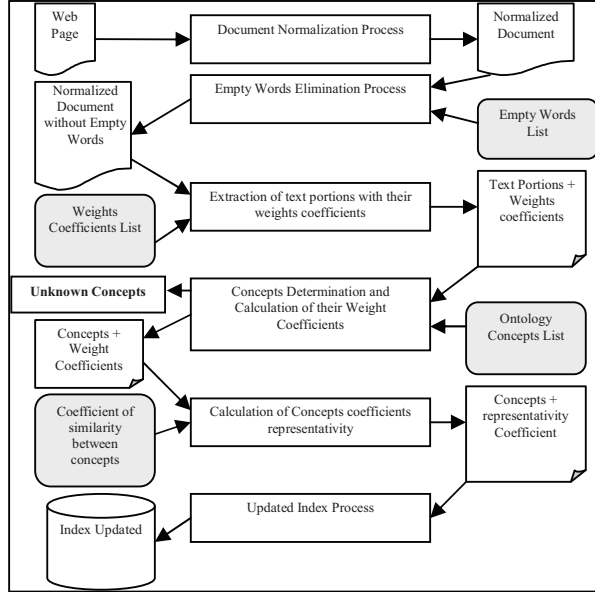 Web
Page
Document Normalization Process
Normalized
Document
Empty Words Elimination Process
Normalized
Document
without Empty
Words
Empty Words
List
Extraction of text portions with their
weights coefficients
Text Portions +
Weights
coefficients
Weights
Coefficients List
Unknown Concepts
Concepts Determination and
Calculation of their Weight
Coefficients
Ontology
Concepts List
Concepts +
Weight
Coefficients
Coefficient of
similarity
between
concepts
Calculation of Concepts coefficients
representativity
Concepts +
representativity
Coefficient
Updated Index Process
Index Updated